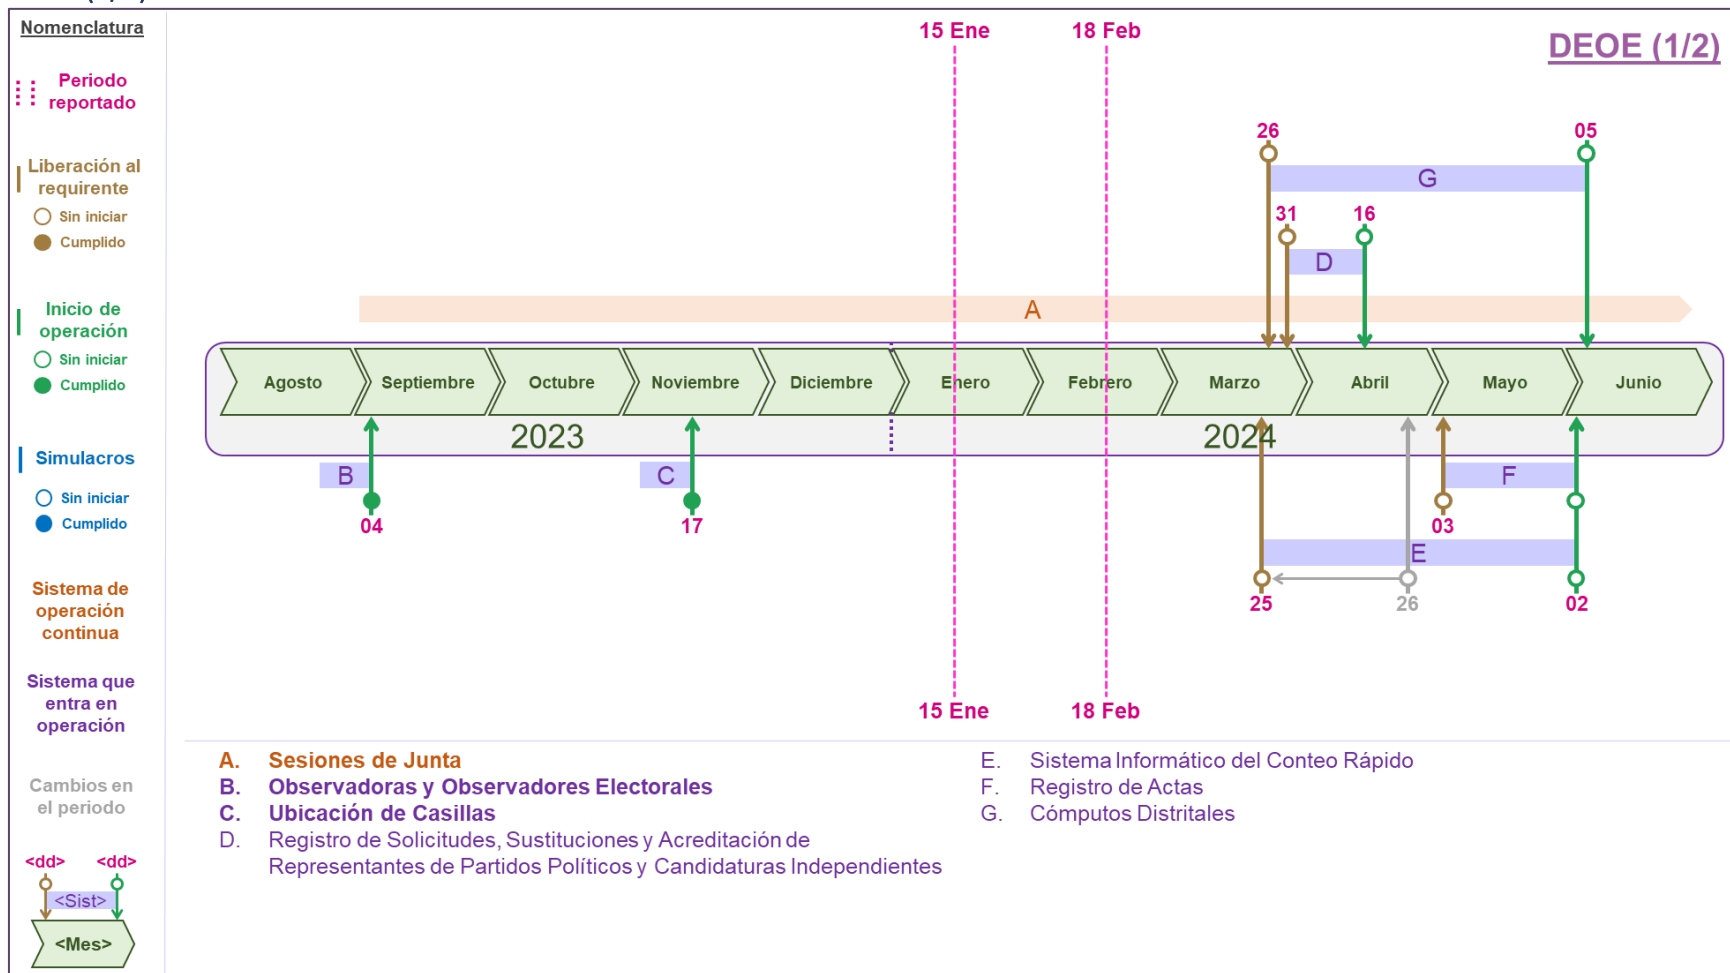 Nomenclatura
Periodo
reportado
Liberación al
requirente
Sin iniciar
Cumplido
Inicio de
operación
Sin iniciar
Cumplido
Simulacros
Sin iniciar
Cumplido
Sistema de
operación
continua
Sistema que
entra en
operación
Cambios en
el periodo
<dd> <dd>
<Sist>
<Mes>
15 Ene 18 Feb
DEOE (1/2)
26 05
G
31 16
D
A
Agosto Septiembre Octubre Noviembre Diciembre Enero Febrero Marzo Abril Mayo Junio
2023 2024
B C F
04 17 03
E
25 26 02
15 Ene 18 Feb
A. Sesiones de Junta
B. Observadoras y Observadores Electorales
C. Ubicación de Casillas
D. Registro de Solicitudes, Sustituciones y Acreditación de
Representantes de Partidos Políticos y Candidaturas Independientes
E. Sistema Informático del Conteo Rápido
F. Registro de Actas
G. Cómputos Distritales